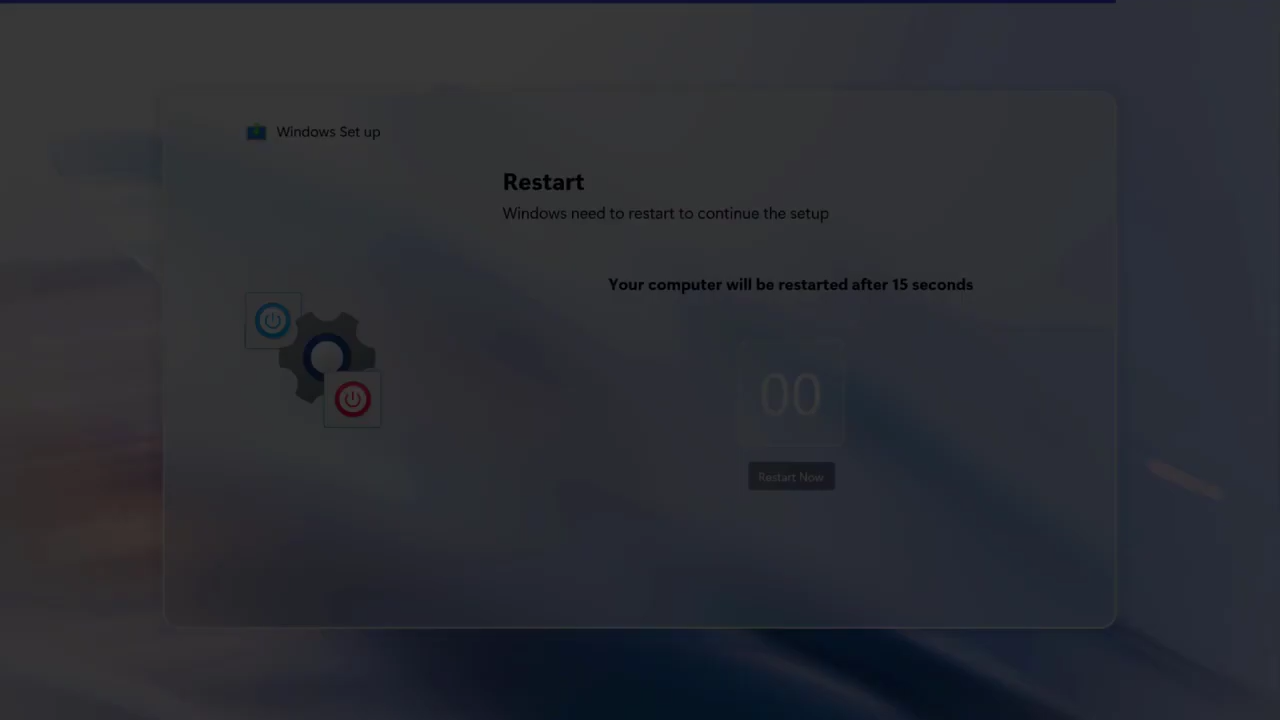 Windows Set up
Restart
Windows need to restart to continue the setup
Your computer will be restarted after 15 seconds
00
Restart Now